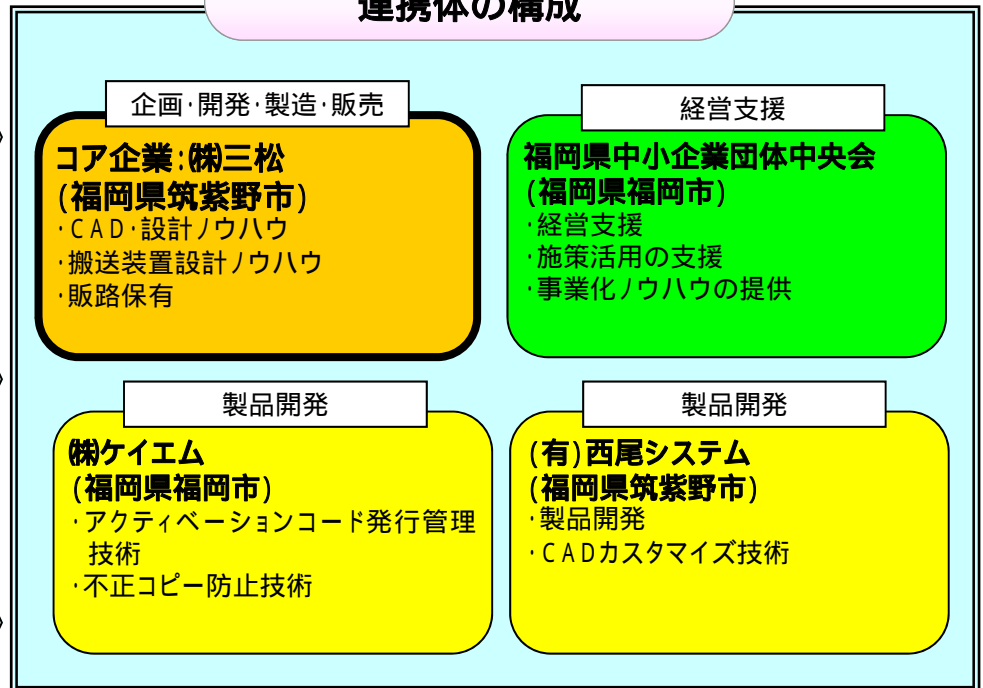 連携体の構成
企画・開発・製造・販売
コア企業:㈱三松
(福岡県筑紫野市)
・CAD・設計ノウハウ
・搬送装置設計ノウハウ
・販路保有
経営支援
福岡県中小企業団体中央会
(福岡県福岡市)
・経営支援
・施策活用の支援
・事業化ノウハウの提供
製品開発
㈱ケイエム
(福岡県福岡市)
・アクティベーションコード発行管理
技術
・不正コピー防止技術
製品開発
(有)西尾システム
(福岡県筑紫野市)
・製品開発
・CADカスタマイズ技術